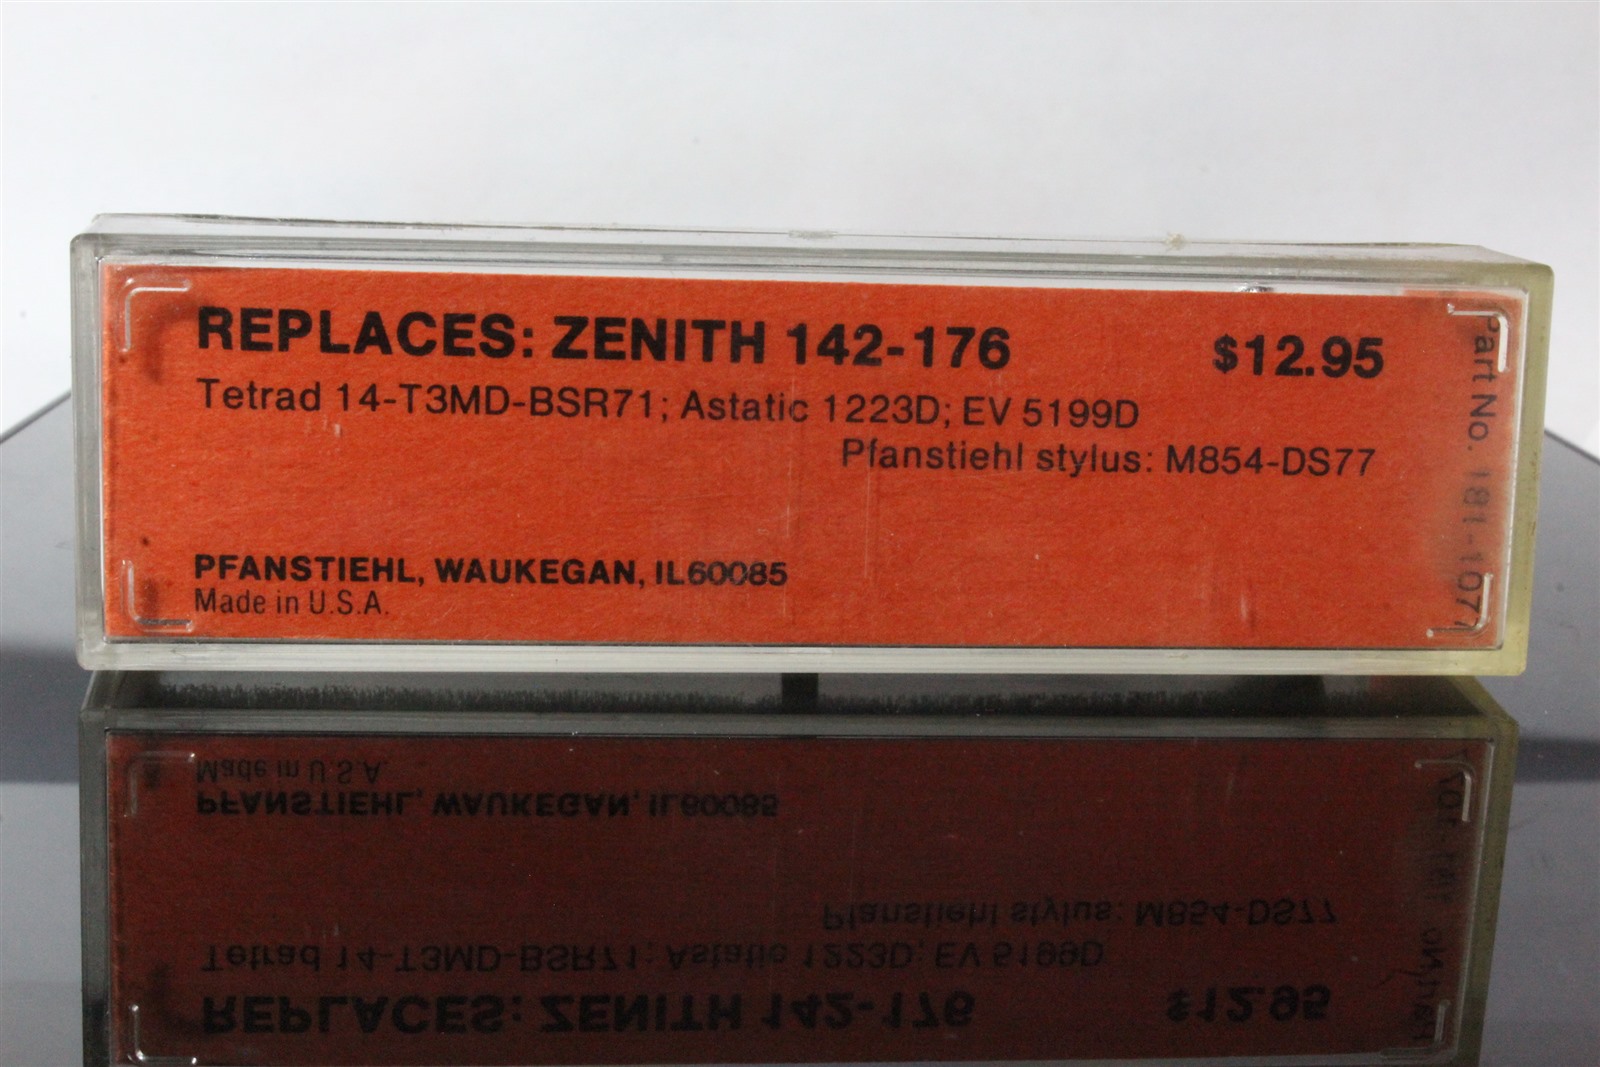 REPLACES: ZENITH 142-176 $12.95
Tetrad 14-T3MD-BSR71; Astatic 1223D; EV 5199D
Pfanstiehl stylus: M854-DS77
PFANSTIEHL, WAUKEGAN, IL60085
Made in U.S.A.
Part No. 181-1077